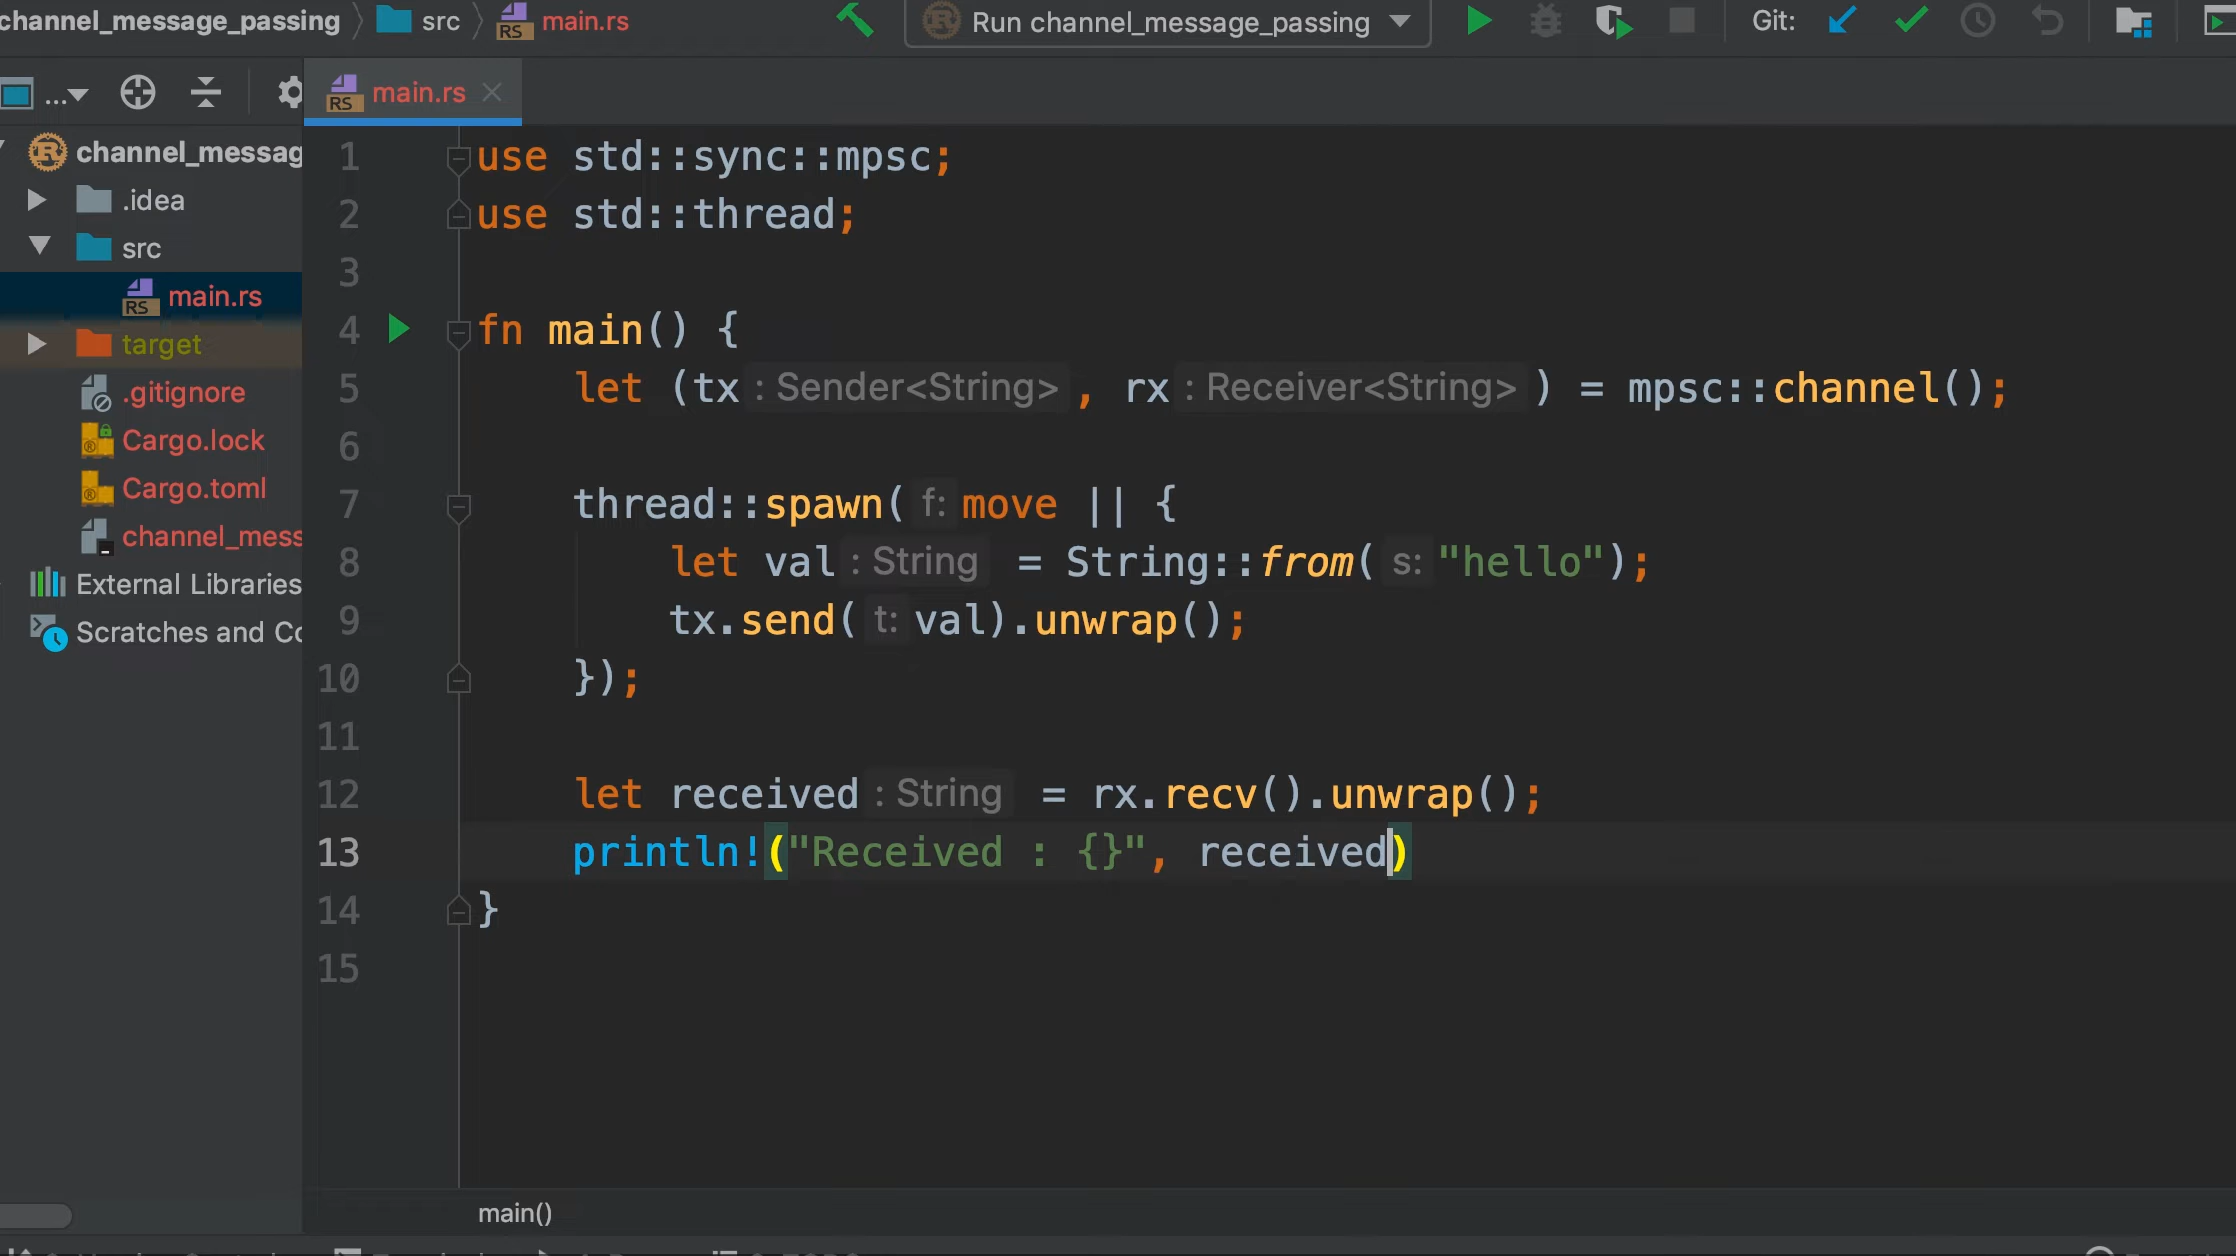 channel_message_passing src main.rs Run channel_message_passing Git:
... main.rs
channel_messag
.idea
src
main.rs
target
.gitignore
Cargo.lock
Cargo.toml
channel_mess
External Libraries
Scratches and Co
1 use std::sync::mpsc;
2 use std::thread;
3
4 fn main() {
5 let (tx : Sender<String> , rx : Receiver<String> ) = mpsc::channel();
6
7 thread::spawn( f: move || {
8 let val : String = String::from( s: "hello");
9 tx.send( t: val).unwrap();
10 });
11
12 let received : String = rx.recv().unwrap();
13 println!("Received : {}", received)
14 }
15
main()